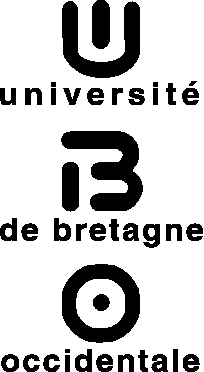 U
université
B
de bretagne
O
occidentale